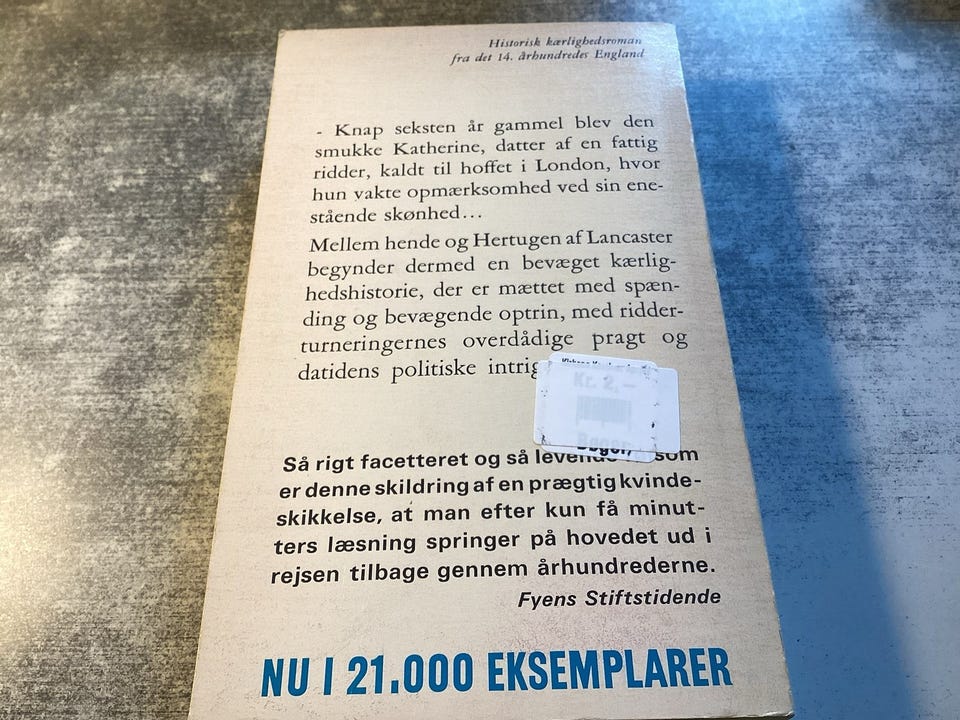 Historisk kærlighedsroman
fra det 14. århundredes England
- Knap seksten år gammel blev den
smukke Katherine, datter af en fattig
ridder, kaldt til hoffet i London, hvor
hun vakte opmærksomhed ved sin ene-
stående skønhed...
Mellem hende og Hertugen af Lancaster
begynder dermed en bevæget kærlig-
hedshistorie, der er mættet med spæn-
ding og bevægende optrin, med ridder-
turneringernes overdådige pragt og
datidens politiske
Kr. 2,-
Bøger,
Så rigt facetteret og så levende som
er denne skildring af en prægtig kvinde-
skikkelse, at man efter kun få minut-
ters læsning springer på hovedet ud i
rejsen tilbage gennem århundrederne.
Fyens Stiftstidende
NU I 21.000 EKSEMPLARER